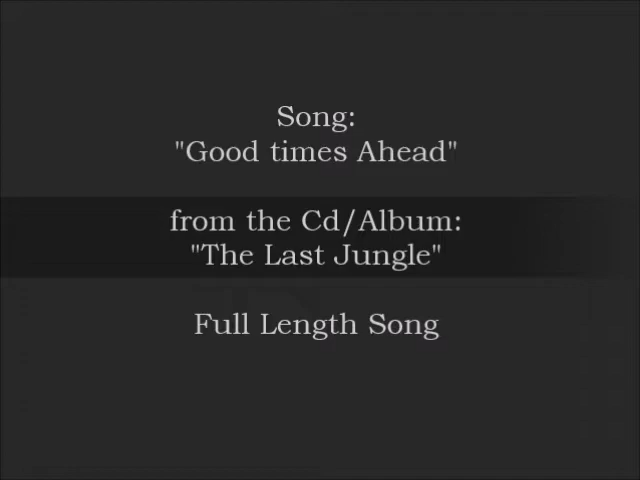 Song:
"Good times Ahead"
from the Cd/Album:
"The Last Jungle"
Full Length Song